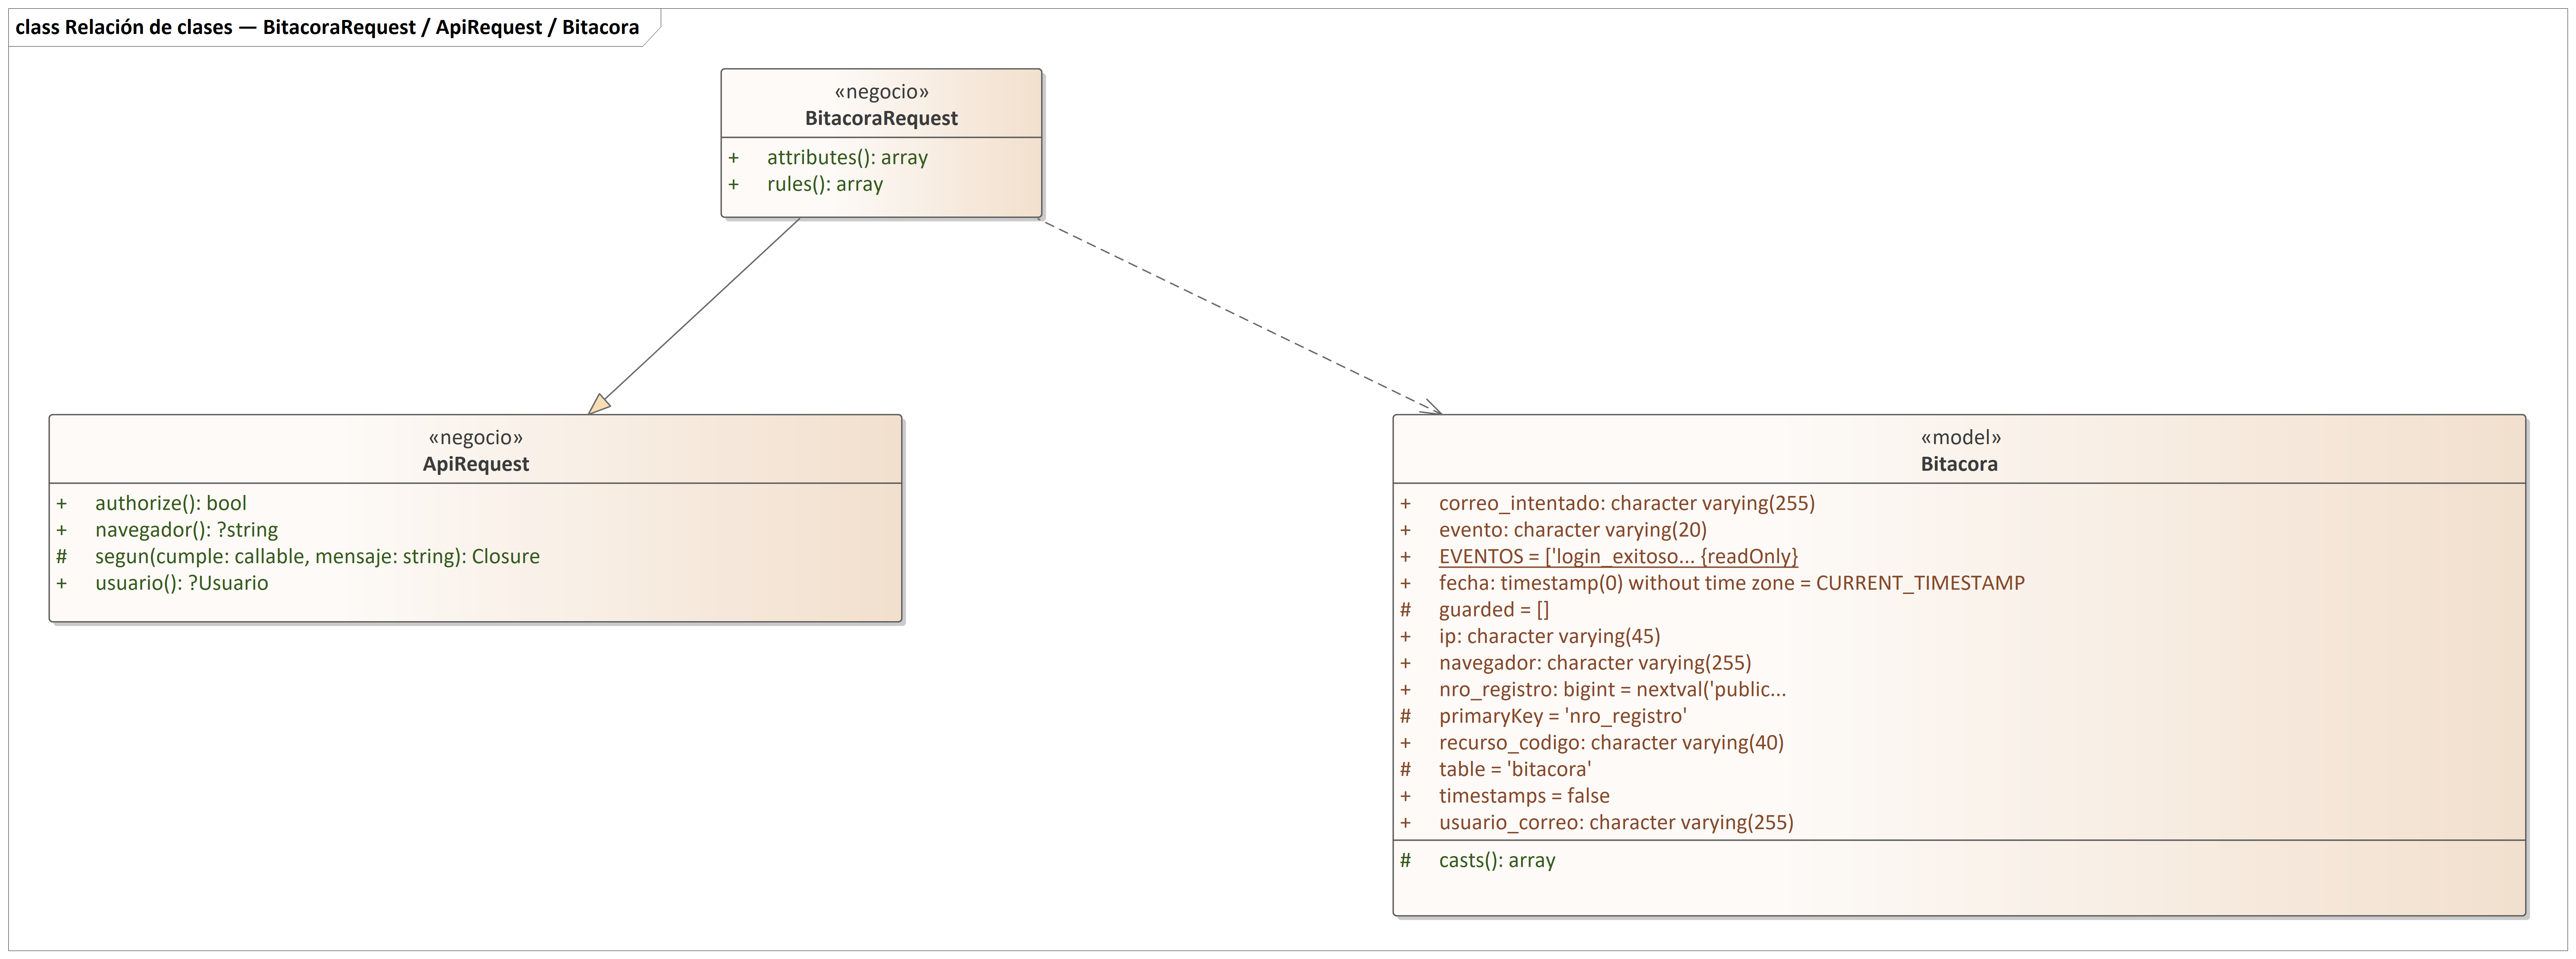 class Relación de clases — BitacoraRequest / ApiRequest / Bitacora
«negocio»
BitacoraRequest
+ attributes(): array
+ rules(): array
«negocio»
ApiRequest
+ authorize(): bool
+ navegador(): ?string
# segun(cumple: callable, mensaje: string): Closure
+ usuario(): ?Usuario
«model»
Bitacora
+ correo_intentado: character varying(255)
+ evento: character varying(20)
+ EVENTOS = ['login_exitoso... {readOnly}
+ fecha: timestamp(0) without time zone = CURRENT_TIMESTAMP
# guarded = []
+ ip: character varying(45)
+ navegador: character varying(255)
+ nro_registro: bigint = nextval('public...
# primaryKey = 'nro_registro'
+ recurso_codigo: character varying(40)
# table = 'bitacora'
+ timestamps = false
+ usuario_correo: character varying(255)
# casts(): array